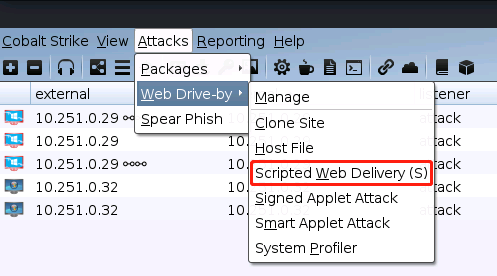 Cobalt Strike View Attacks Reporting Help
Packages
Web Drive-by
Spear Phish
Manage
Clone Site
Host File
Scripted Web Delivery (S)
Signed Applet Attack
Smart Applet Attack
System Profiler
external
listener
10.251.0.29
attack
10.251.0.29
attack
10.251.0.29
attack
10.251.0.32
attack
10.251.0.32
attack